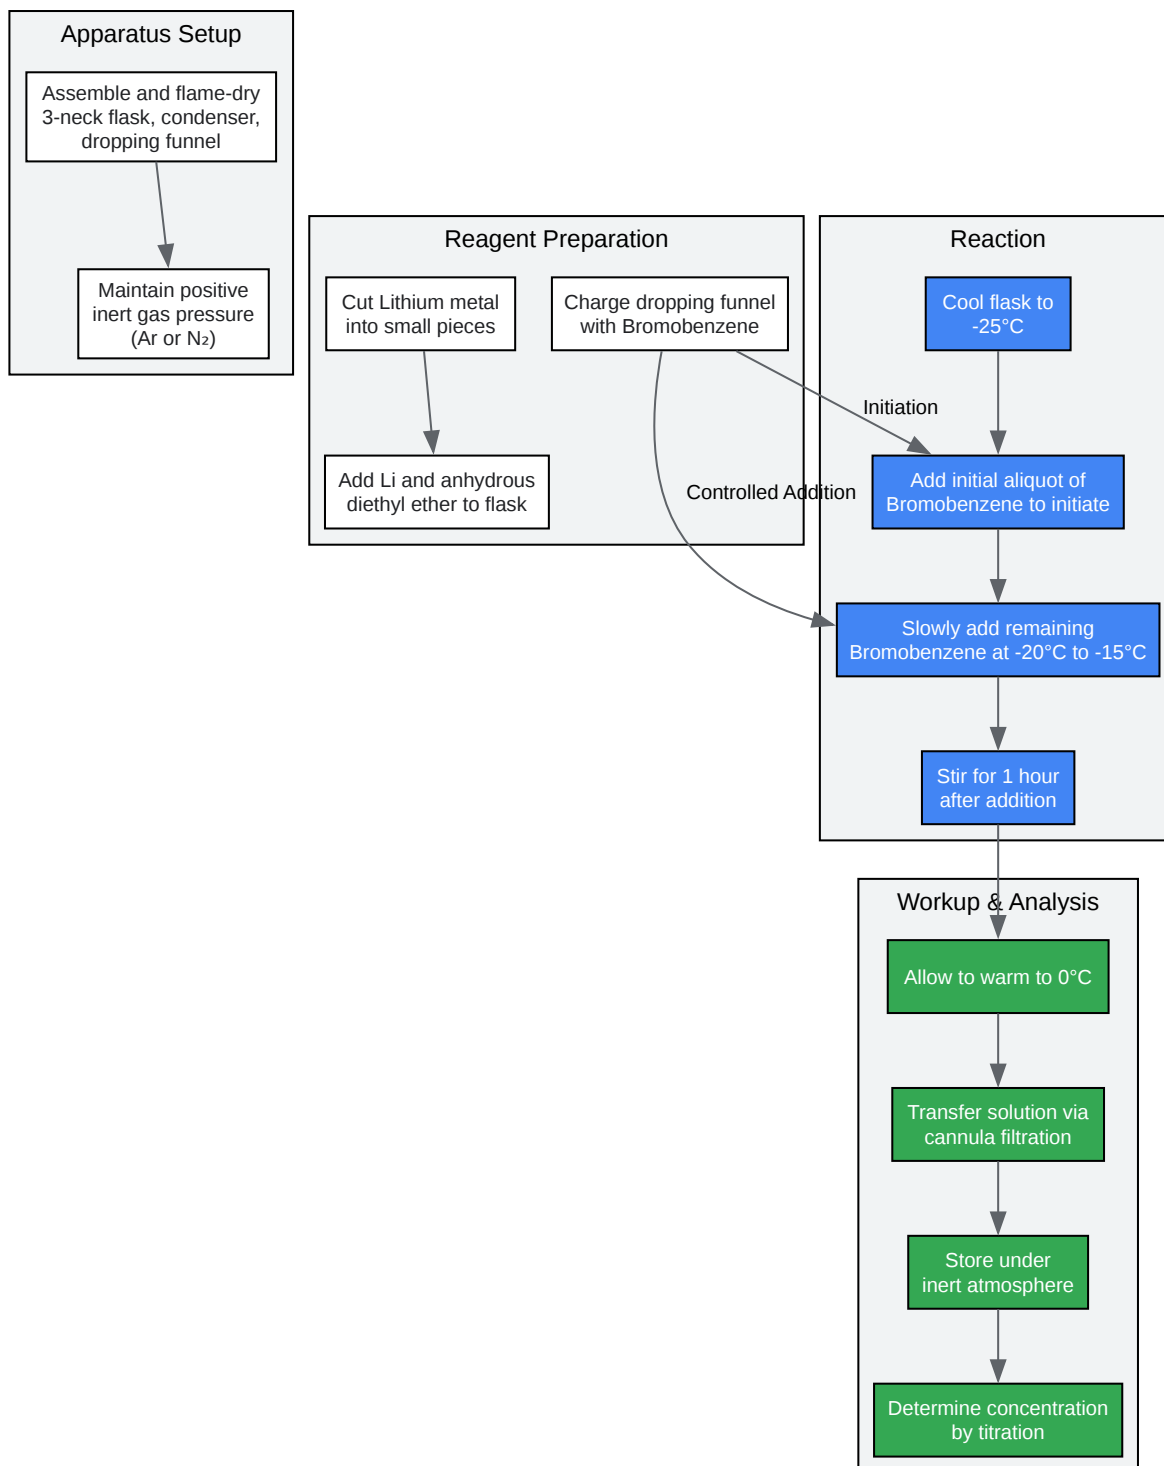 Apparatus Setup
Assemble and flame-dry
3-neck flask, condenser,
dropping funnel
Maintain positive
inert gas pressure
(Ar or N₂)
Reagent Preparation
Cut Lithium metal
into small pieces
Charge dropping funnel
with Bromobenzene
Add Li and anhydrous
diethyl ether to flask
Initiation
Controlled Addition
Reaction
Cool flask to
-25°C
Add initial aliquot of
Bromobenzene to initiate
Slowly add remaining
Bromobenzene at -20°C to -15°C
Stir for 1 hour
after addition
Workup & Analysis
Allow to warm to 0°C
Transfer solution via
cannula filtration
Store under
inert atmosphere
Determine concentration
by titration